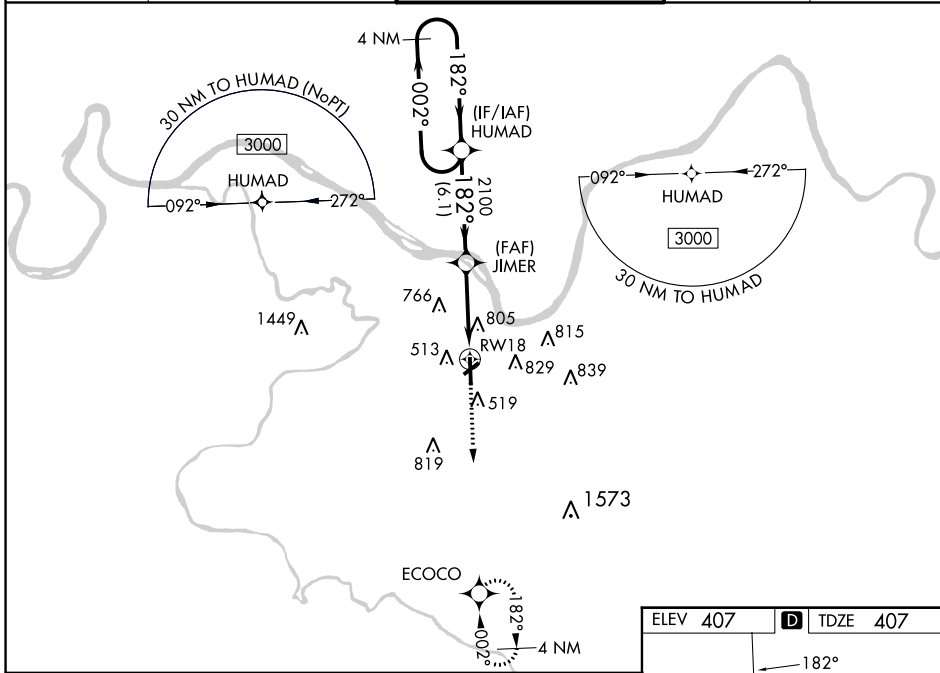 4 NM
182°
002°
(IF/IAF)
HUMAD
30 NM TO HUMAD (NoPT)
3000
HUMAD
092°
272°
2100
182°
(6.1)
092°
272°
HUMAD
3000
30 NM TO HUMAD
(FAF)
JIMER
766
1449
805
815
513
RW18
829
839
519
819
1573
ECOCO
182°
002°
4 NM
ELEV 407 D TDZE 407
182°